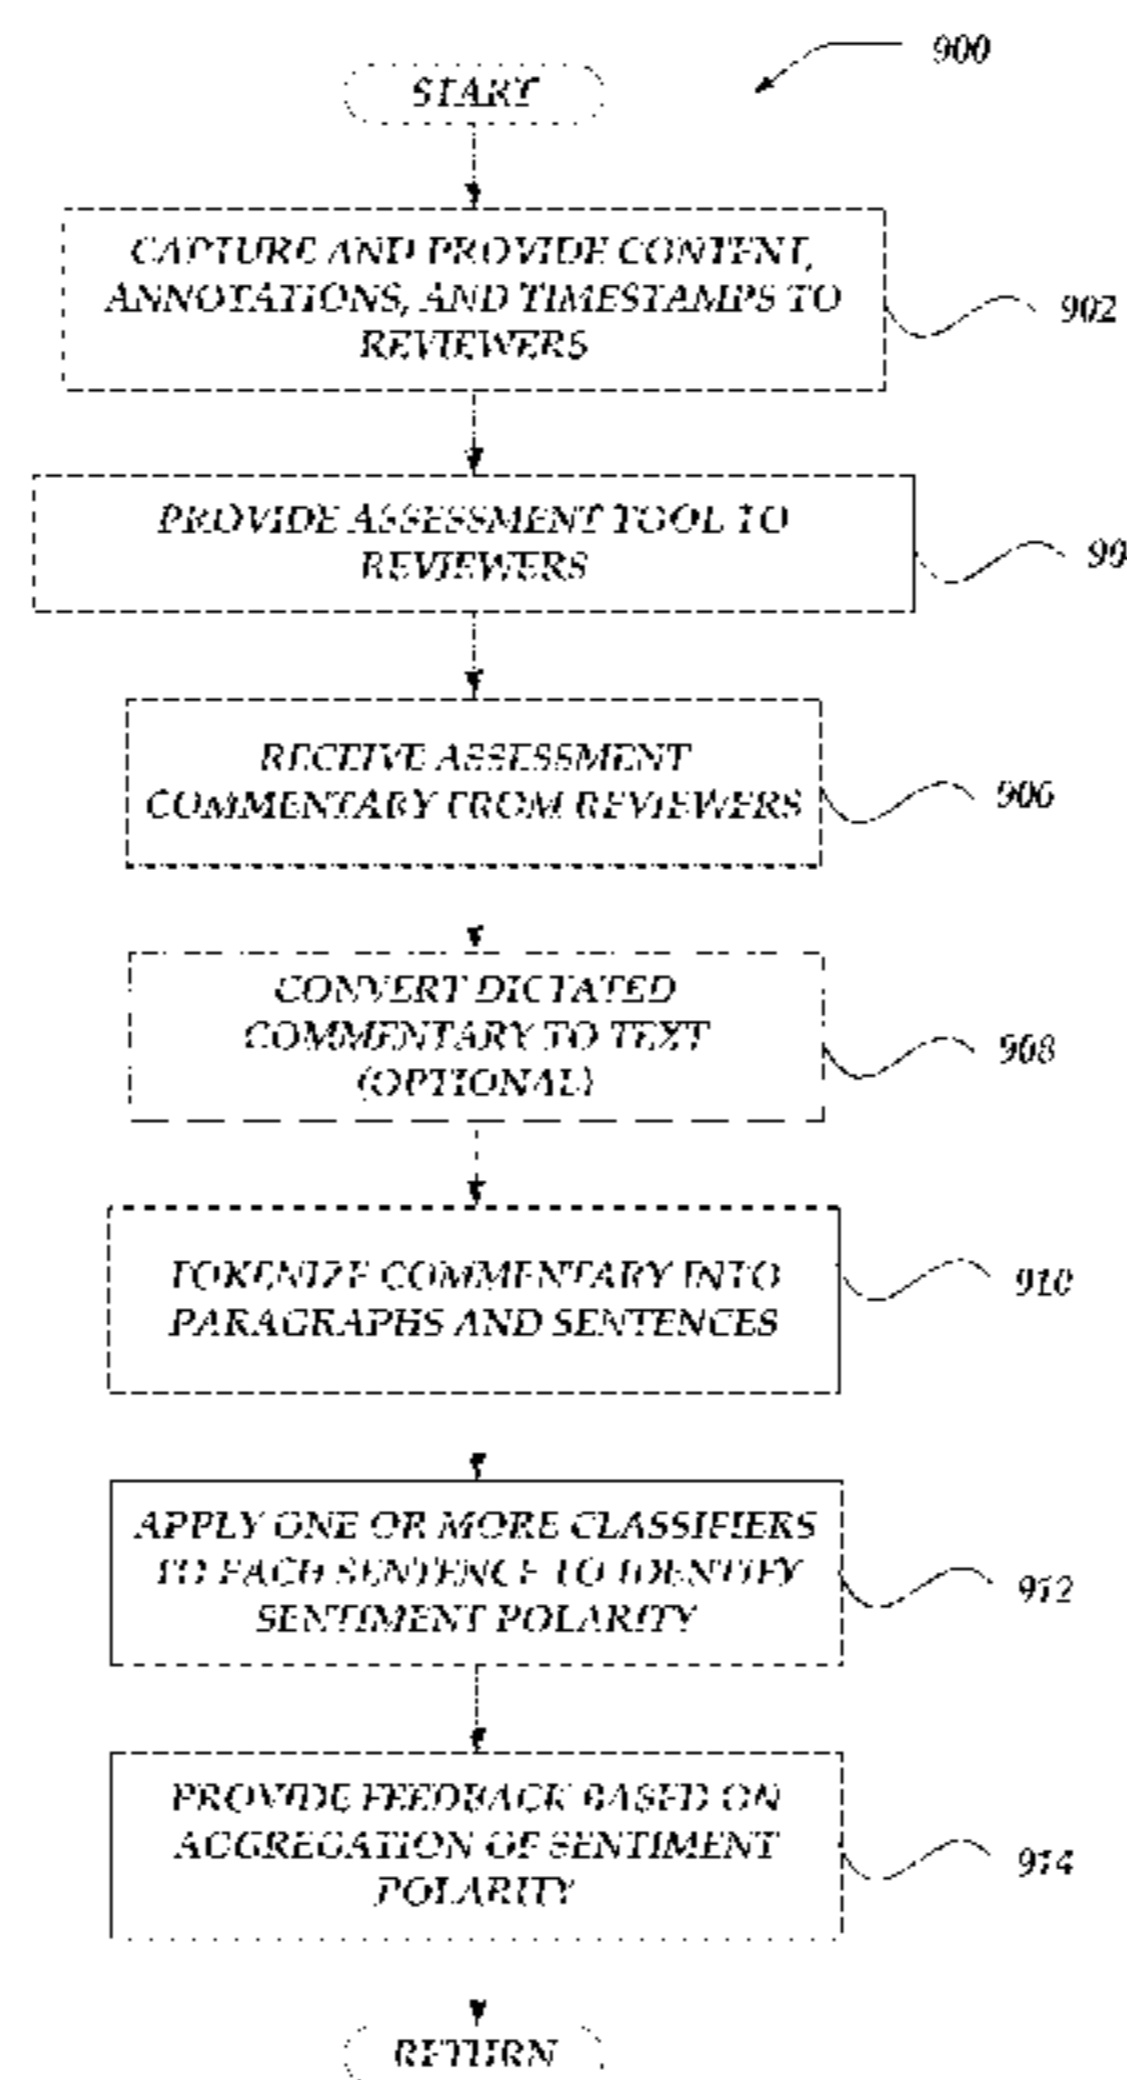 900
START
CAPTURE AND PROVIDE CONTENT,
ANNOTATIONS, AND TIMESTAMPS TO
REVIEWERS
902
PROVIDE ASSESSMENT TOOL TO
REVIEWERS
90
RECEIVE ASSESSMENT
COMMENTARY FROM REVIEWERS
906
CONVERT DICTATED
COMMENTARY TO TEXT
(OPTIONAL)
908
TOKENIZE COMMENTARY INTO
PARAGRAPHS AND SENTENCES
910
APPLY ONE OR MORE CLASSIFIERS
TO EACH SENTENCE TO IDENTIFY
SENTIMENT POLARITY
912
PROVIDE FEEDBACK BASED ON
AGGREGATION OF SENTIMENT
POLARITY
914
RETURN